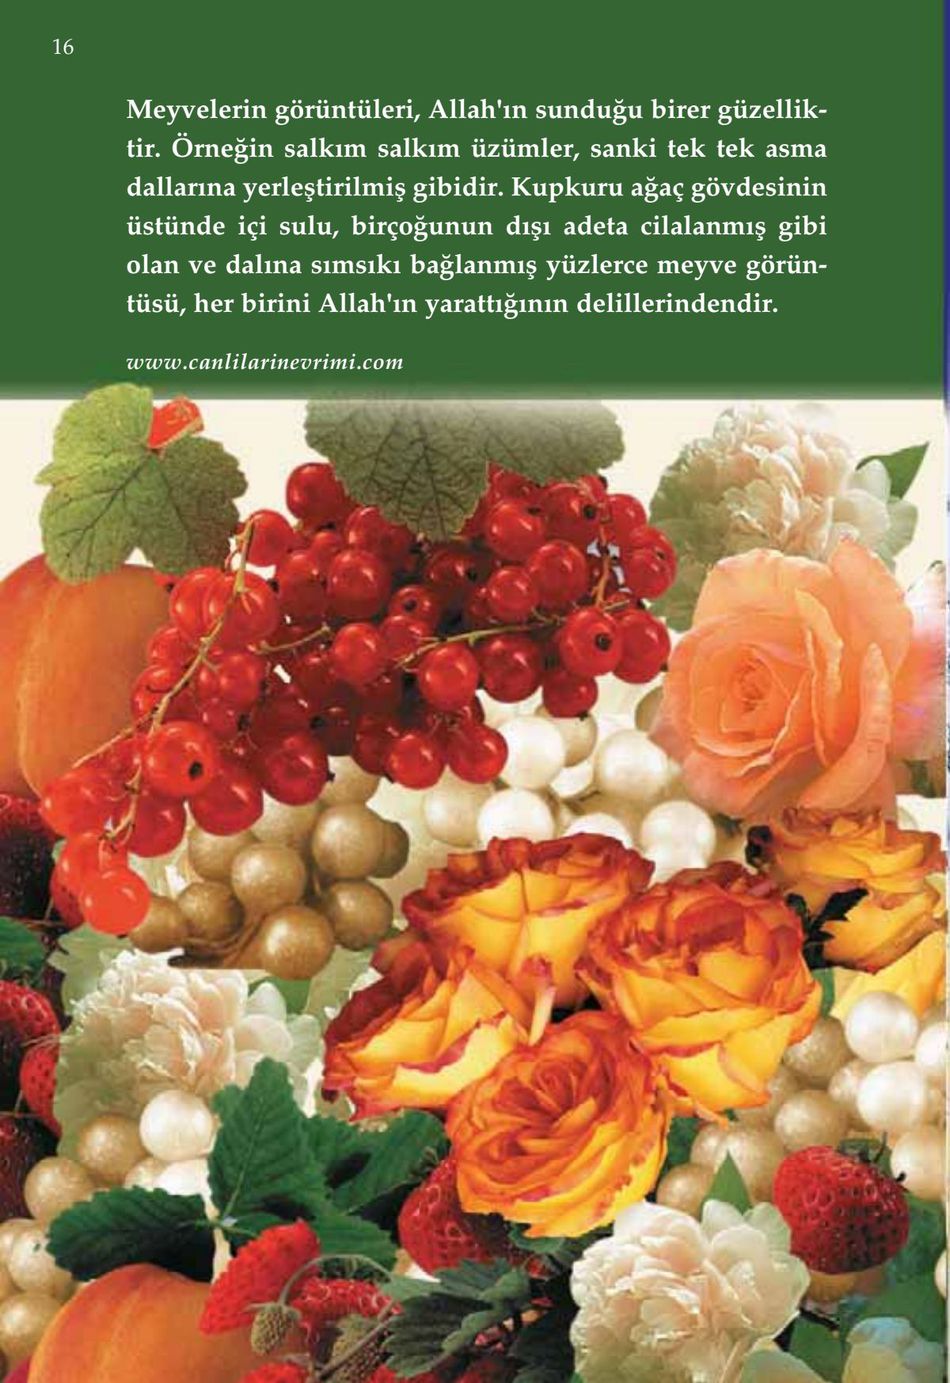 16
Meyvelerin görüntüleri, Allah'ın sunduğu birer güzellik-
tir. Örneğin salkım salkım üzümler, sanki tek tek asma
dallarına yerleştirilmiş gibidir. Kupkuru ağaç gövdesinin
üstünde içi sulu, birçoğunun dışı adeta cilalanmış gibi
olan ve dalına sımsıkı bağlanmış yüzlerce meyve görün-
tüsü, her birini Allah'ın yarattığının delillerindendir.
www.canlilarinevrimi.com